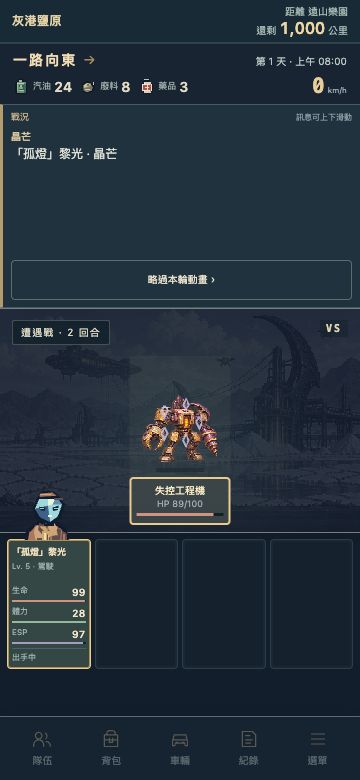 灰港鹽原
距離 遠山樂園
還剩 1,000 公里
一路向東 →
第 1 天 · 上午 08:00
汽油 24 廢料 8 藥品 3
0 km/h
戰況
訊息可上下滑動
晶芒
「孤燈」黎光 · 晶芒
略過本輪動畫 ›
遭遇戰 · 2 回合
VS
失控工程機
HP 89/100
「孤燈」黎光
Lv. 5 · 駕駛
生命 99
體力 28
ESP 97
出手中
隊伍 背包 車輛 紀錄 選單